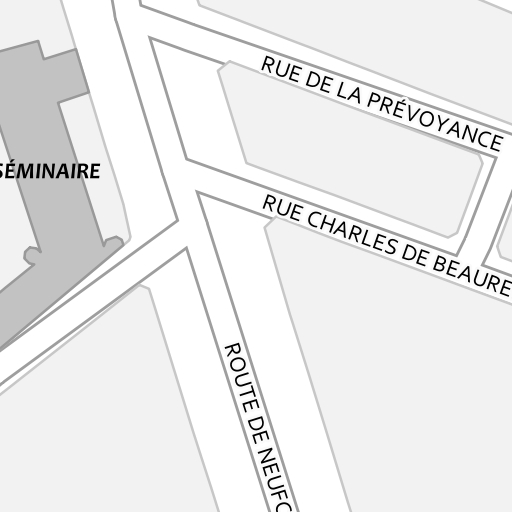 RUE DE LA PRÉVOYANCE
SÉMINAIRE
RUE CHARLES DE BEAURE
ROUTE DE NEUFC